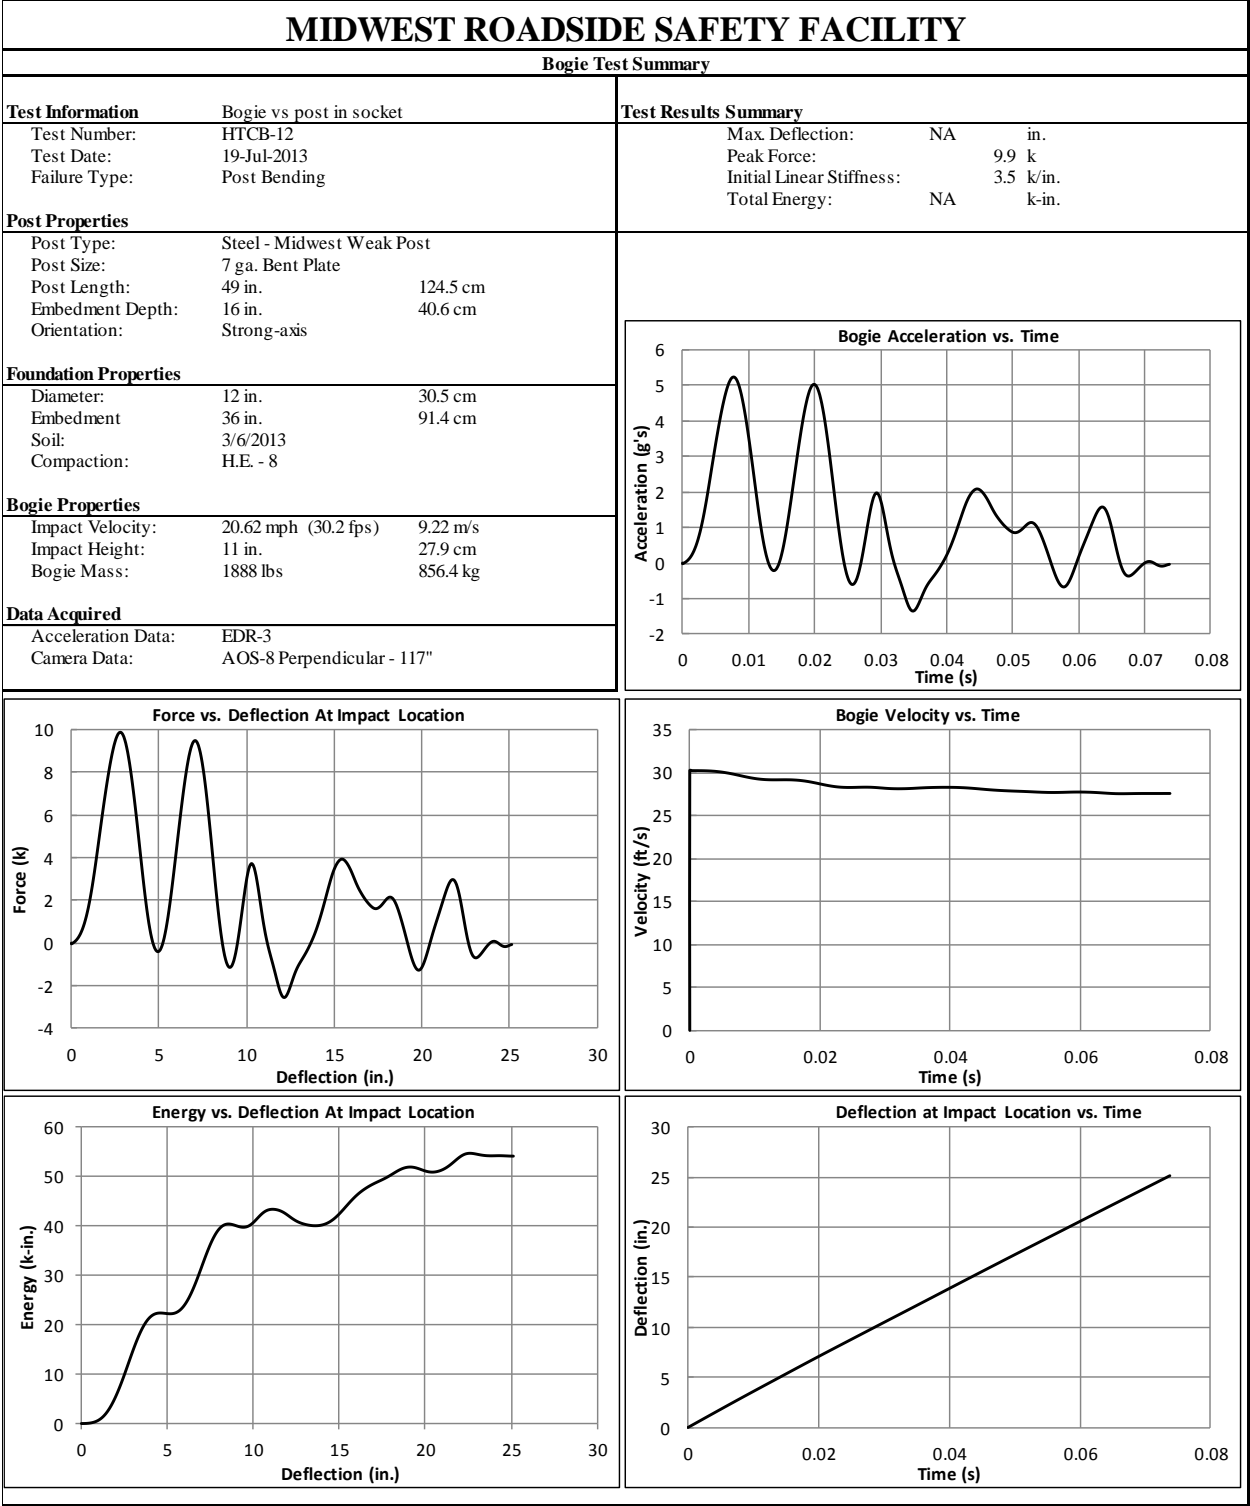 MIDWEST ROADSIDE SAFETY FACILITY
Bogie Test Summary
Test Information Bogie vs post in socket
Test Number: HTCB-12
Test Date: 19-Jul-2013
Failure Type: Post Bending
Post Properties
Post Type: Steel - Midwest Weak Post
Post Size: 7 ga. Bent Plate
Post Length: 49 in. 124.5 cm
Embedment Depth: 16 in. 40.6 cm
Orientation: Strong-axis
Foundation Properties
Diameter: 12 in. 30.5 cm
Embedment 36 in. 91.4 cm
Soil: 3/6/2013
Compaction: H.E. - 8
Bogie Properties
Impact Velocity: 20.62 mph (30.2 fps) 9.22 m/s
Impact Height: 11 in. 27.9 cm
Bogie Mass: 1888 lbs 856.4 kg
Data Acquired
Acceleration Data: EDR-3
Camera Data: AOS-8 Perpendicular - 117"
Test Results Summary
Max. Deflection: NA in.
Peak Force: 9.9 k
Initial Linear Stiffness: 3.5 k/in.
Total Energy: NA k-in.
Bogie Acceleration vs. Time
Acceleration (g's)
6
5
4
3
2
1
0
-1
-2
0 0.01 0.02 0.03 0.04 0.05 0.06 0.07 0.08
Time (s)
Force vs. Deflection At Impact Location
Force (k)
10
8
6
4
2
0
-2
-4
0 5 10 15 20 25 30
Deflection (in.)
Bogie Velocity vs. Time
Velocity (ft/s)
35
30
25
20
15
10
5
0
0 0.02 0.04 0.06 0.08
Time (s)
Energy vs. Deflection At Impact Location
Energy (k-in.)
60
50
40
30
20
10
0
0 5 10 15 20 25 30
Deflection (in.)
Deflection at Impact Location vs. Time
Deflection (in.)
30
25
20
15
10
5
0
0 0.02 0.04 0.06 0.08
Time (s)